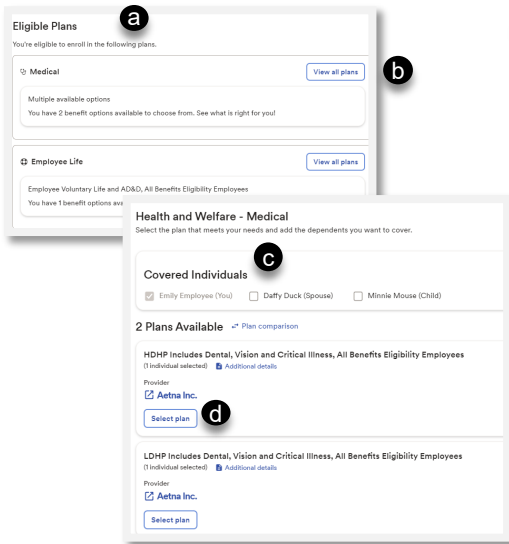 a
Eligible Plans
You're eligible to enroll in the following plans.
Medical
View all plans
b
Multiple available options
You have 2 benefit options available to choose from. See what is right for you!
Employee Life
View all plans
Employee Voluntary Life and AD&D, All Benefits Eligibility Employees
You have 1 benefit options ava
Health and Welfare - Medical
Select the plan that meets your needs and add the dependents you want to cover.
c
Covered Individuals
Emily Employee (You)
Daffy Duck (Spouse)
Minnie Mouse (Child)
2 Plans Available
Plan comparison
HDHP Includes Dental, Vision and Critical Illness, All Benefits Eligibility Employees
(1 individual selected)
Additional details
Provider
Aetna Inc.
Select plan
d
LDHP Includes Dental, Vision and Critical Illness, All Benefits Eligibility Employees
(1 individual selected)
Additional details
Provider
Aetna Inc.
Select plan